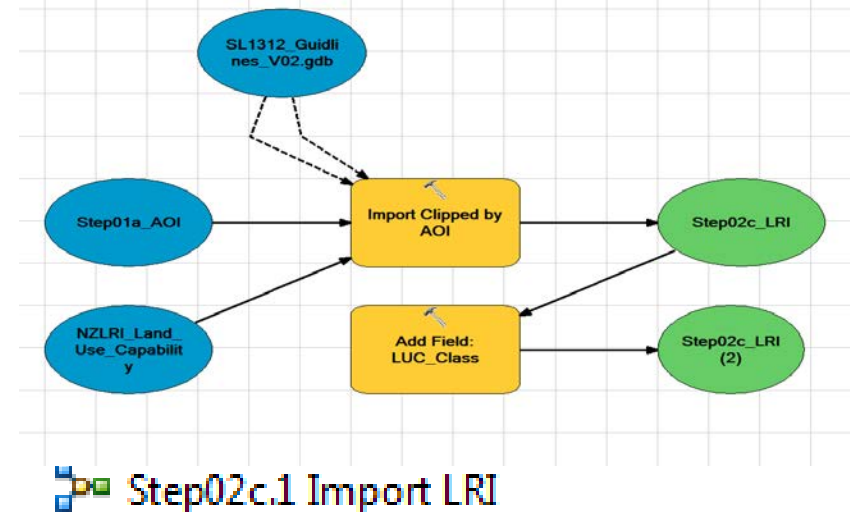 SL1312_Guidli
nes_V02.gdb
Step01a_AOI
Import Clipped by
AOI
Step02c_LRI
NZLRI_Land_
Use_Capabilit
y
Add Field:
LUC_Class
Step02c_LRI
(2)
Step02c.1 Import LRI